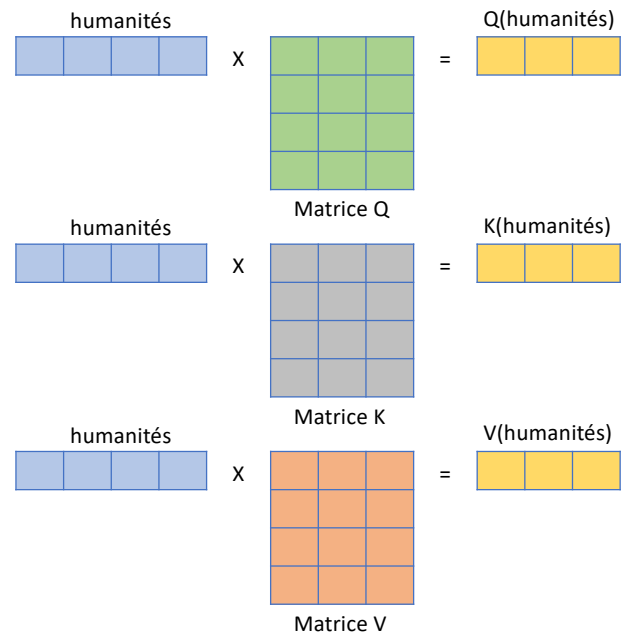 humanités
Q(humanités)
X
=
Matrice Q
humanités
K(humanités)
X
=
Matrice K
humanités
V(humanités)
X
=
Matrice V